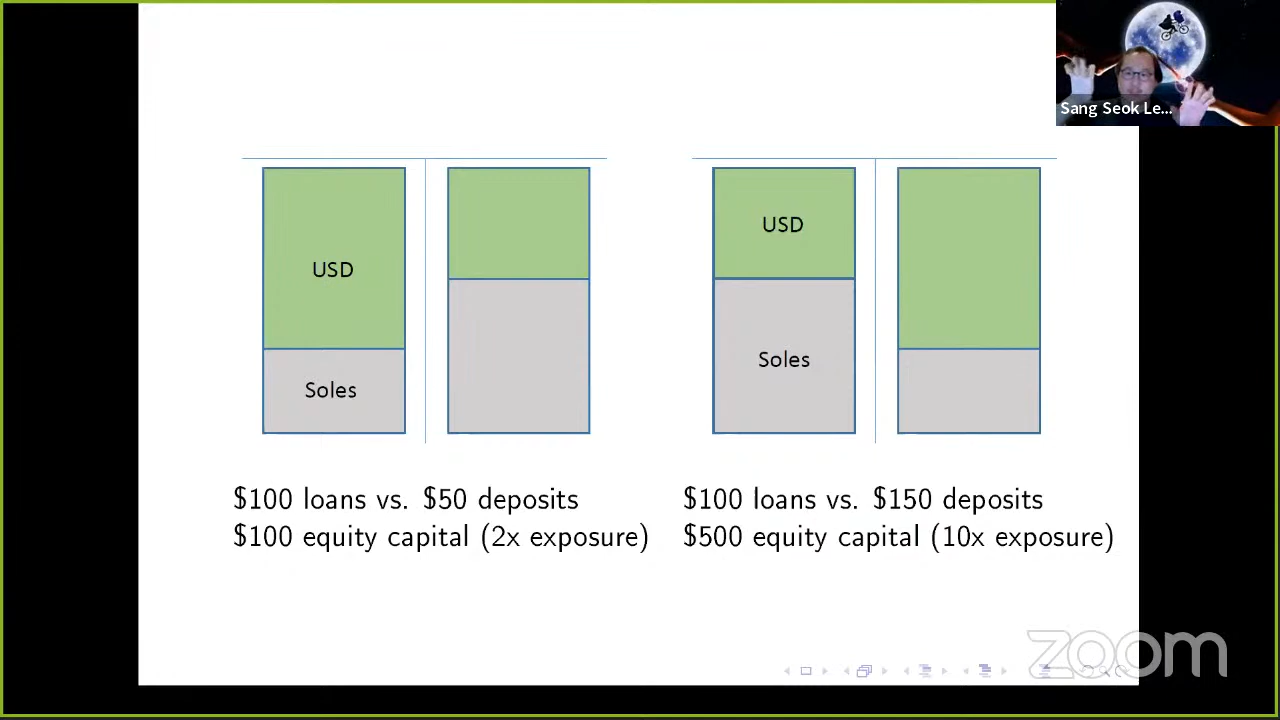 Sang Seok Le...
USD
Soles
USD
Soles
$100 loans vs. $50 deposits
$100 equity capital (2x exposure)
$100 loans vs. $150 deposits
$500 equity capital (10x exposure)
zoom